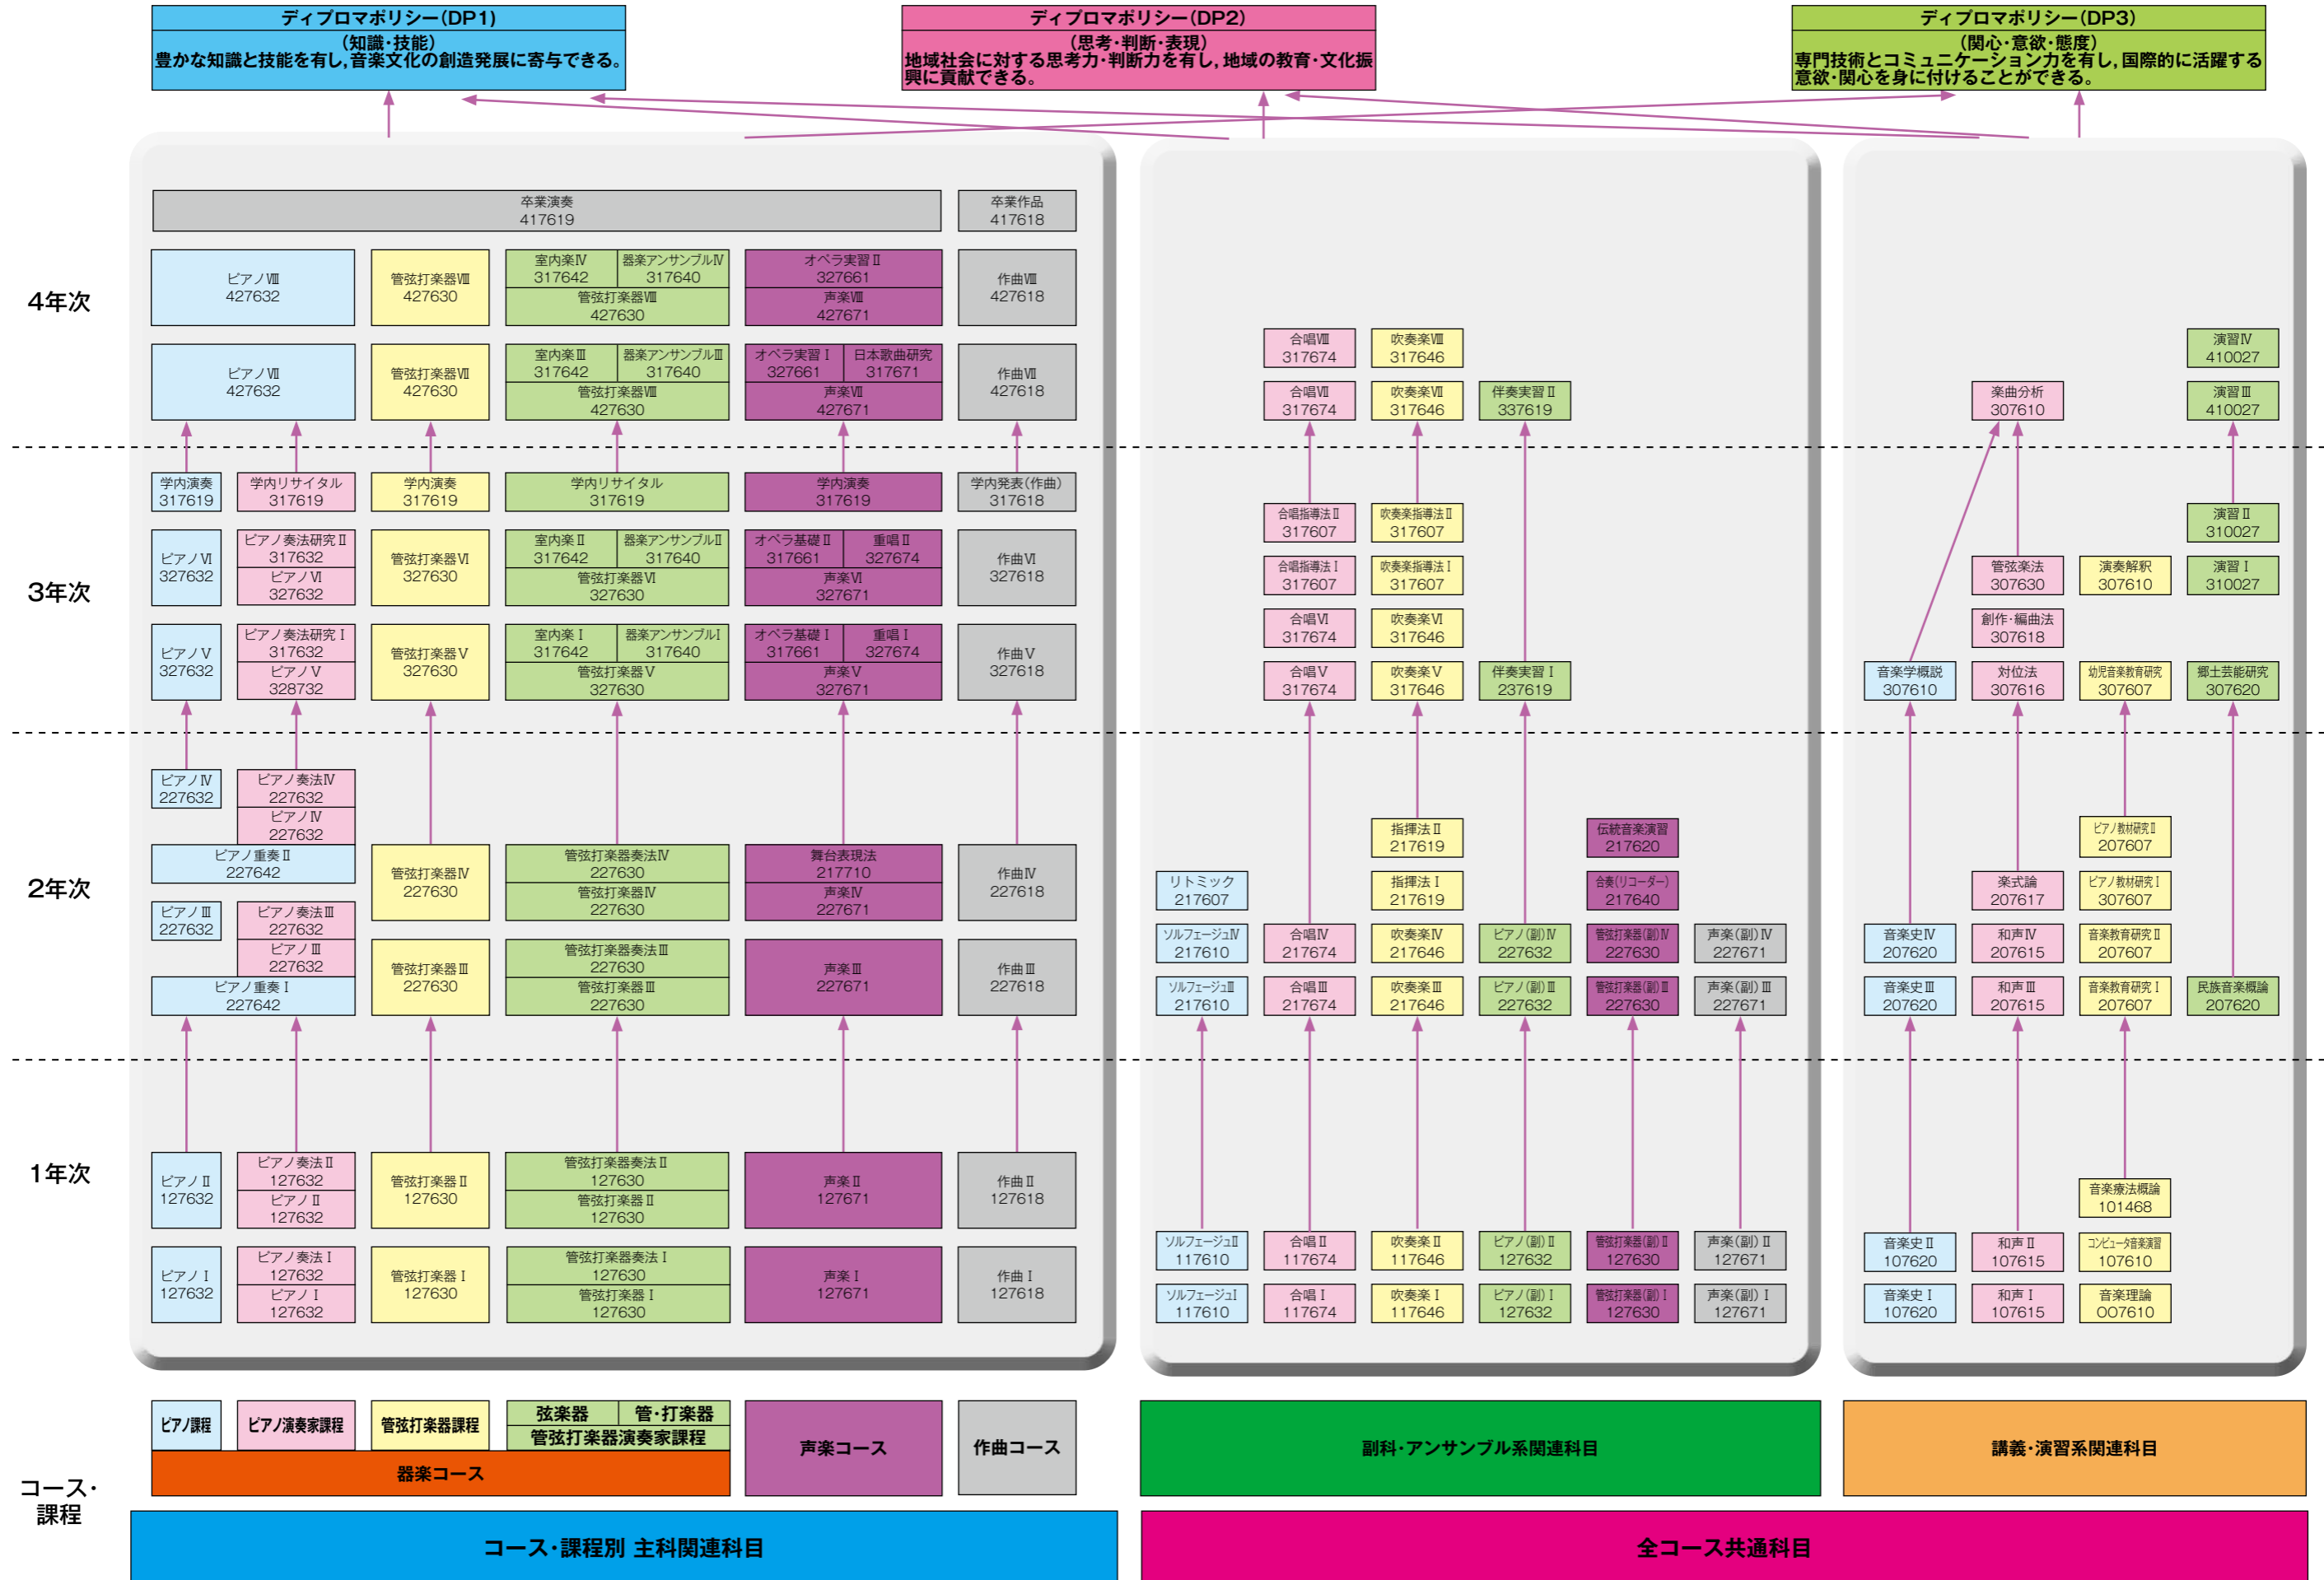 ディプロマポリシー(DP1)
(知識・技能)
豊かな知識と技能を有し,音楽文化の創造発展に寄与できる。
ディプロマポリシー(DP2)
(思考・判断・表現)
地域社会に対する思考力・判断力を有し,地域の教育・文化振
興に貢献できる。
ディプロマポリシー(DP3)
(関心・意欲・態度)
専門技術とコミュニケーション力を有し,国際的に活躍する
意欲・関心を身に付けることができる。
卒業演奏
417619
卒業作品
417618
4年次
ピアノⅧ
427632
管弦打楽器Ⅷ
427630
室内楽Ⅳ
317642
器楽アンサンブルⅣ
317640
管弦打楽器Ⅷ
427630
オペラ実習Ⅱ
327661
声楽Ⅷ
427671
作曲Ⅷ
427618
ピアノⅦ
427632
管弦打楽器Ⅶ
427630
室内楽Ⅲ
317642
器楽アンサンブルⅢ
317640
管弦打楽器Ⅷ
427630
オペラ実習Ⅰ
327661
日本歌曲研究
317671
声楽Ⅶ
427671
作曲Ⅶ
427618
合唱Ⅷ
317674
吹奏楽Ⅷ
317646
演習Ⅳ
410027
合唱Ⅶ
317674
吹奏楽Ⅶ
317646
伴奏実習Ⅱ
337619
楽曲分析
307610
演習Ⅲ
410027
3年次
学内演奏
317619
学内リサイタル
317619
学内演奏
317619
学内リサイタル
317619
学内演奏
317619
学内発表(作曲)
317618
ピアノⅥ
327632
ピアノ奏法研究Ⅱ
317632
ピアノⅥ
327632
管弦打楽器Ⅵ
327630
室内楽Ⅱ
317642
器楽アンサンブルⅡ
317640
管弦打楽器Ⅵ
327630
オペラ基礎Ⅱ
317661
重唱Ⅱ
327674
声楽Ⅵ
327671
作曲Ⅵ
327618
ピアノⅤ
327632
ピアノ奏法研究Ⅰ
317632
ピアノⅤ
328732
管弦打楽器Ⅴ
327630
室内楽Ⅰ
317642
器楽アンサンブルⅠ
317640
管弦打楽器Ⅴ
327630
オペラ基礎Ⅰ
317661
重唱Ⅰ
327674
声楽Ⅴ
327671
作曲Ⅴ
327618
合唱指導法Ⅱ
317607
吹奏楽指導法Ⅱ
317607
演習Ⅱ
310027
合唱指導法Ⅰ
317607
吹奏楽指導法Ⅰ
317607
管弦楽法
307630
演奏解釈
307610
演習Ⅰ
310027
合唱Ⅵ
317674
吹奏楽Ⅵ
317646
創作・編曲法
307618
合唱Ⅴ
317674
吹奏楽Ⅴ
317646
伴奏実習Ⅰ
237619
音楽学概説
307610
対位法
307616
幼児音楽教育研究
307607
郷土芸能研究
307620
2年次
ピアノⅣ
227632
ピアノ奏法Ⅳ
227632
ピアノⅣ
227632
ピアノ重奏Ⅱ
227642
管弦打楽器Ⅳ
227630
管弦打楽器奏法Ⅳ
227630
管弦打楽器Ⅳ
227630
舞台表現法
217710
声楽Ⅳ
227671
作曲Ⅳ
227618
ピアノⅢ
227632
ピアノ奏法Ⅲ
227632
ピアノⅢ
227632
ピアノ重奏Ⅰ
227642
管弦打楽器Ⅲ
227630
管弦打楽器奏法Ⅲ
227630
管弦打楽器Ⅲ
227630
声楽Ⅲ
227671
作曲Ⅲ
227618
指揮法Ⅱ
217619
伝統音楽演習
217620
ピアノ教材研究Ⅱ
207607
リトミック
217607
指揮法Ⅰ
217619
合奏(リコーダー)
217640
楽式論
207617
ピアノ教材研究Ⅰ
307607
ソルフェージュⅣ
217610
合唱Ⅳ
217674
吹奏楽Ⅳ
217646
ピアノ(副)Ⅳ
227632
管弦打楽器(副)Ⅳ
227630
声楽(副)Ⅳ
227671
音楽史Ⅳ
207620
和声Ⅳ
207615
音楽教育研究Ⅱ
207607
ソルフェージュⅢ
217610
合唱Ⅲ
217674
吹奏楽Ⅲ
217646
ピアノ(副)Ⅲ
227632
管弦打楽器(副)Ⅲ
227630
声楽(副)Ⅲ
227671
音楽史Ⅲ
207620
和声Ⅲ
207615
音楽教育研究Ⅰ
207607
民族音楽概論
207620
1年次
ピアノⅡ
127632
ピアノ奏法Ⅱ
127632
ピアノⅡ
127632
管弦打楽器Ⅱ
127630
管弦打楽器奏法Ⅱ
127630
管弦打楽器Ⅱ
127630
声楽Ⅱ
127671
作曲Ⅱ
127618
ピアノⅠ
127632
ピアノ奏法Ⅰ
127632
ピアノⅠ
127632
管弦打楽器Ⅰ
127630
管弦打楽器奏法Ⅰ
127630
管弦打楽器Ⅰ
127630
声楽Ⅰ
127671
作曲Ⅰ
127618
音楽療法概論
101468
ソルフェージュⅡ
117610
合唱Ⅱ
117674
吹奏楽Ⅱ
117646
ピアノ(副)Ⅱ
127632
管弦打楽器(副)Ⅱ
127630
声楽(副)Ⅱ
127671
音楽史Ⅱ
107620
和声Ⅱ
107615
コンピュータ音楽演習
107610
ソルフェージュⅠ
117610
合唱Ⅰ
117674
吹奏楽Ⅰ
117646
ピアノ(副)Ⅰ
127632
管弦打楽器(副)Ⅰ
127630
声楽(副)Ⅰ
127671
音楽史Ⅰ
107620
和声Ⅰ
107615
音楽理論
OO7610
コース・
課程
ピアノ課程
ピアノ演奏家課程
管弦打楽器課程
弦楽器
管・打楽器
管弦打楽器演奏家課程
器楽コース
声楽コース
作曲コース
副科・アンサンブル系関連科目
講義・演習系関連科目
コース・課程別 主科関連科目
全コース共通科目